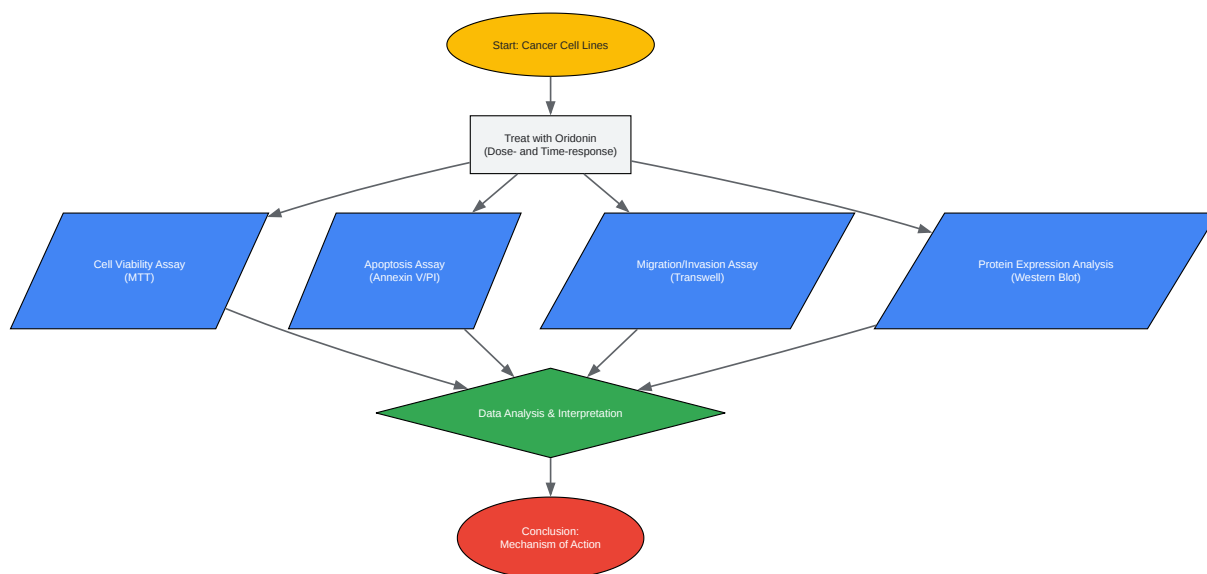 Start: Cancer Cell Lines
Treat with Oridonin
(Dose- and Time-response)
Cell Viability Assay
(MTT)
Apoptosis Assay
(Annexin V/PI)
Migration/Invasion Assay
(Transwell)
Protein Expression Analysis
(Western Blot)
Data Analysis & Interpretation
Conclusion:
Mechanism of Action